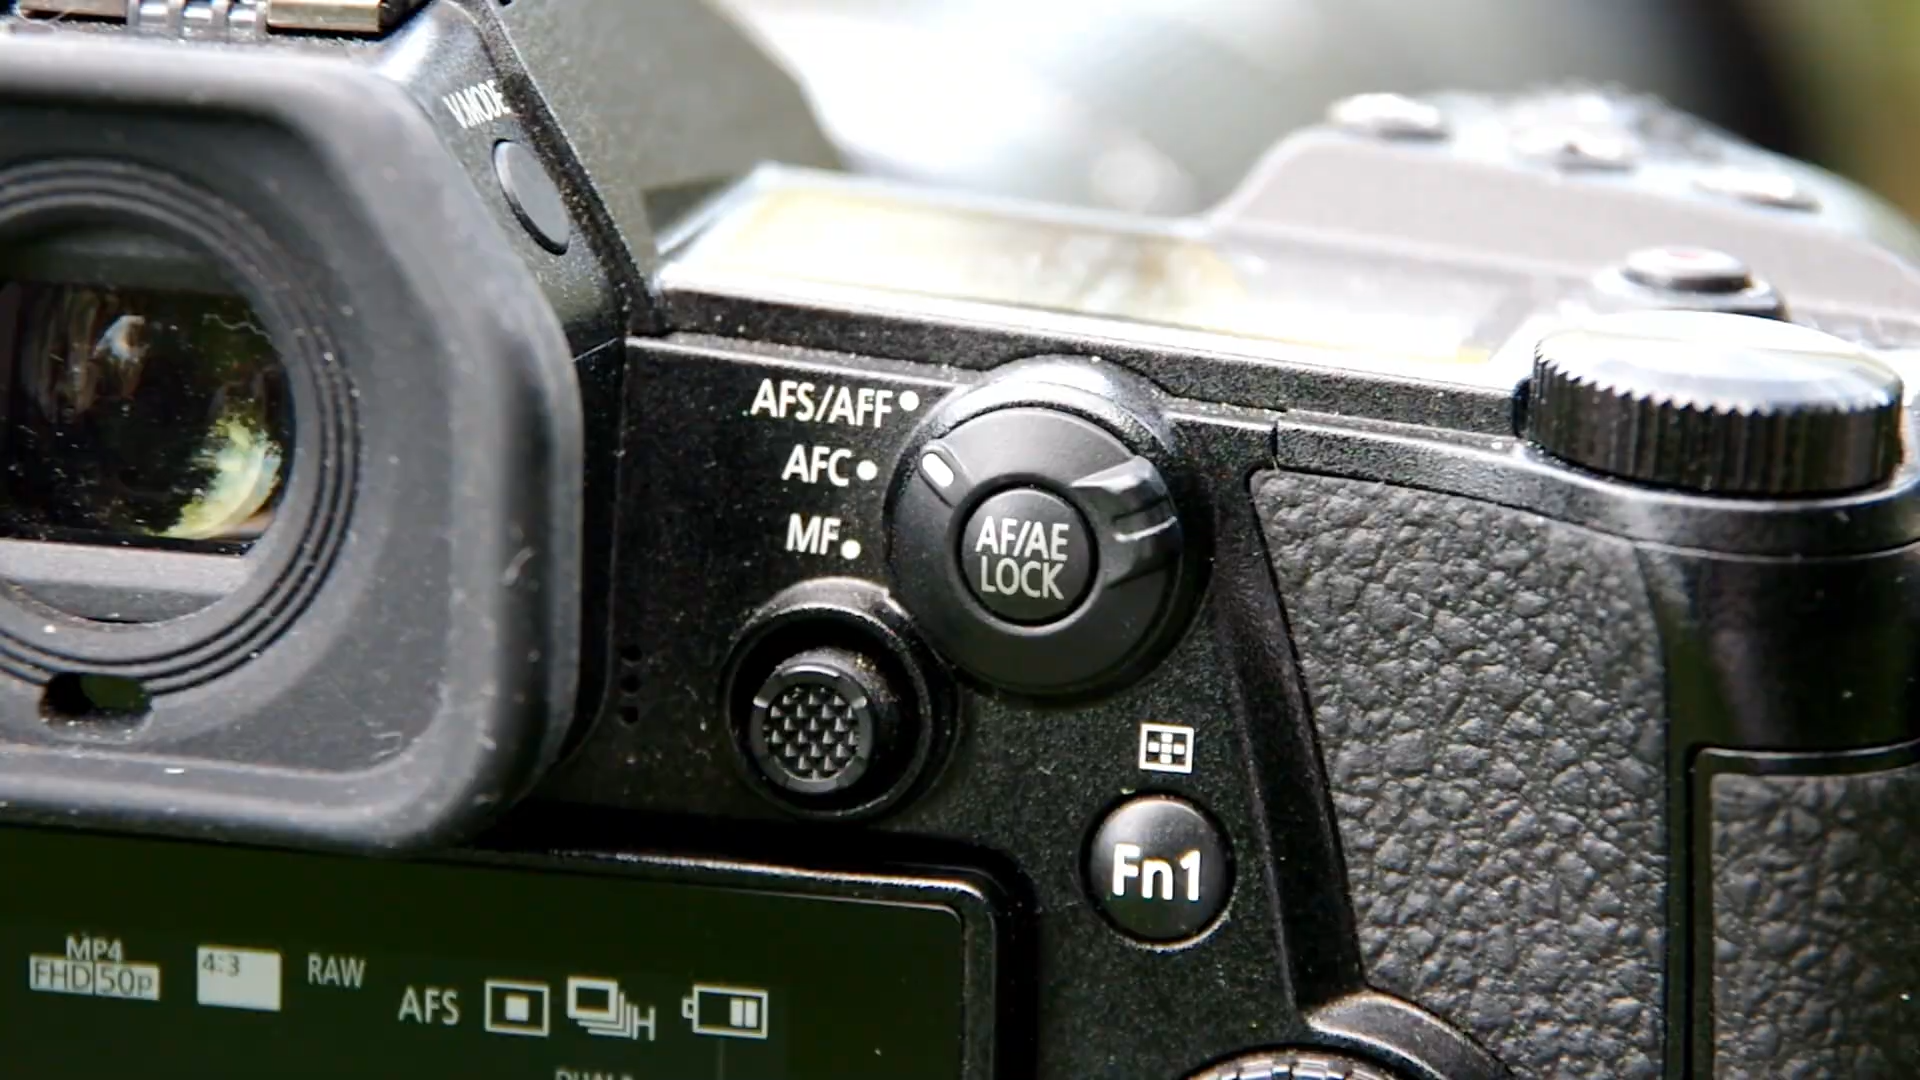 V.MODE
AFS/AFF
AFC
MF
AF/AE
LOCK
Fn1
MP4
FHD 50p
4:3
RAW
AFS
H